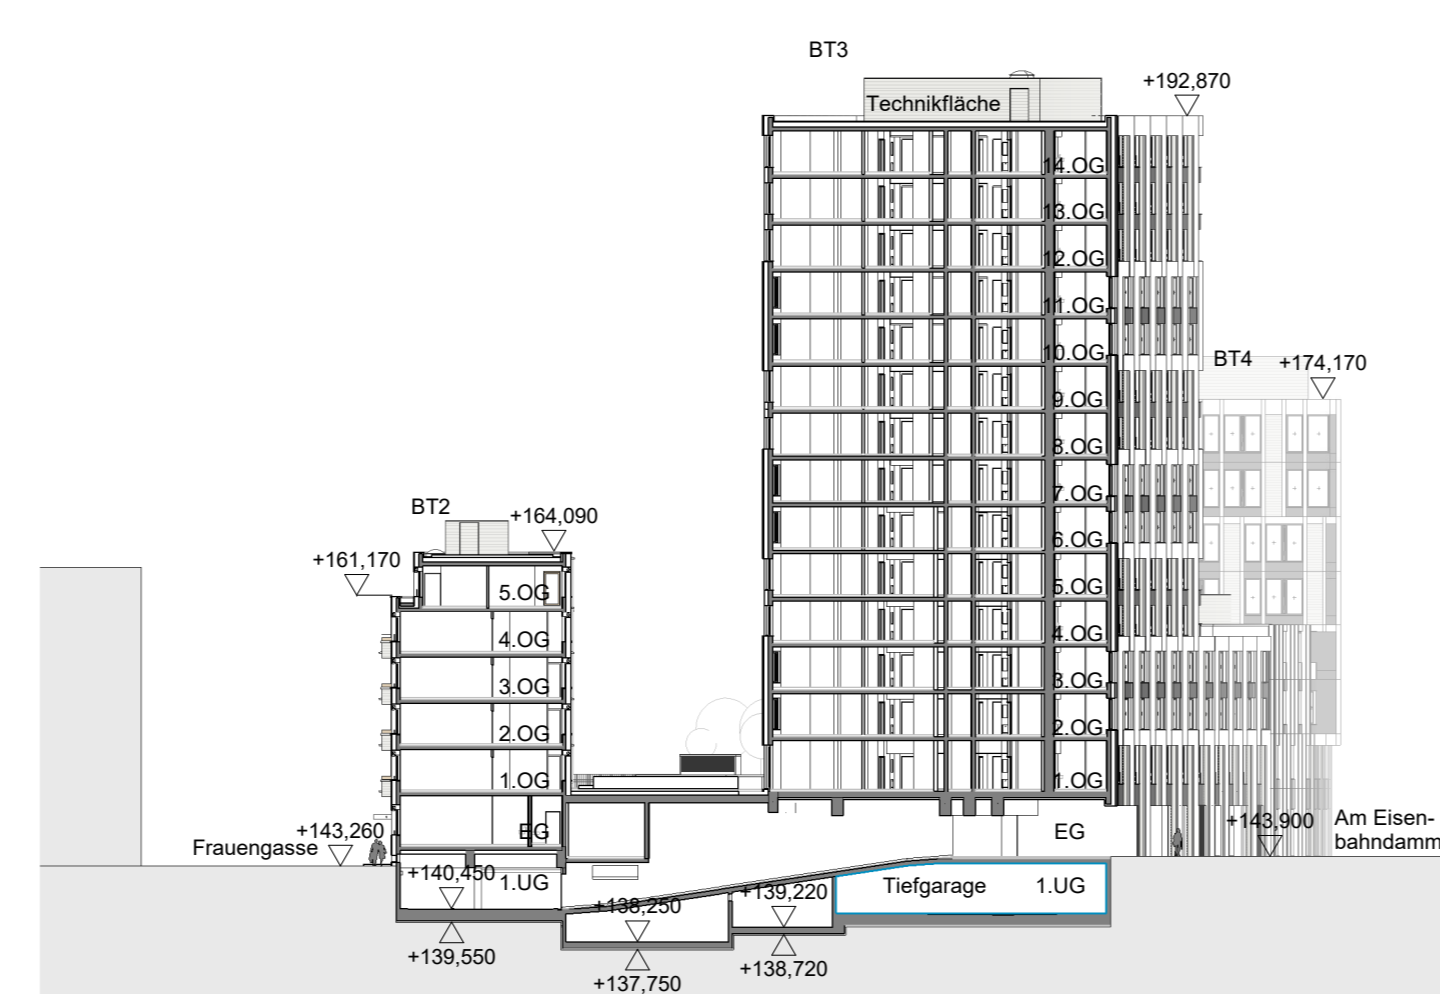 BT3
+192,870
Technikfläche
14.OG
13.OG
12.OG
11.OG
10.OG
BT4 +174,170
9.OG
8.OG
7.OG
BT2
+164,090
6.OG
+161,170
5.OG
5.OG
4.OG
4.OG
3.OG
3.OG
2.OG
2.OG
1.OG
1.OG
+143,260
EG
EG
+143,900
Am Eisen-
bahndamm
Frauengasse
+140,450
1.UG
+139,220
Tiefgarage
1.UG
+138,250
+139,550
+138,720
+137,750